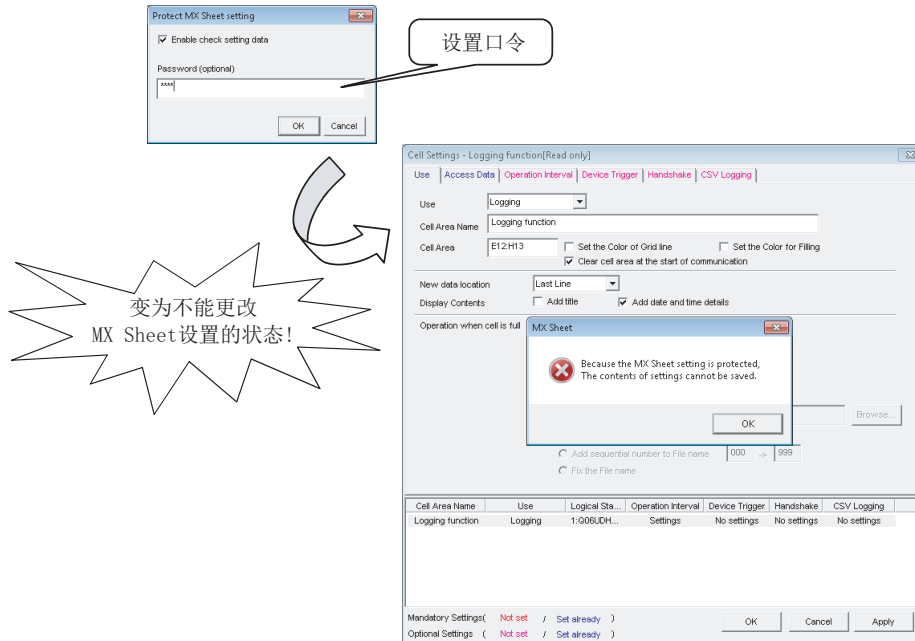 Protect MX Sheet setting
Enable check setting data
Password (optional)
****
OK Cancel
设置口令
变为不能更改
MX Sheet设置的状态!
Cell Settings - Logging function[Read only]
Use Access Data Operation Interval Device Trigger Handshake CSV Logging
Use Logging
Cell Area Name Logging function
Cell Area E12:H13 Set the Color of Grid line Set the Color for Filling
Clear cell area at the start of communication
New data location Last Line
Display Contents Add title Add date and time details
Operation when cell is full
MX Sheet
Because the MX Sheet setting is protected,
The contents of settings cannot be saved.
OK
Browse...
Add sequential number to File name 000 -> 999
Fix the File name
Cell Area Name Use Logical Sta... Operation Interval Device Trigger Handshake CSV Logging
Logging function Logging 1:Q06UDH... Settings No settings No settings No settings
Mandatory Settings( Not set / Set already )
Optional Settings ( Not set / Set already )
OK Cancel Apply